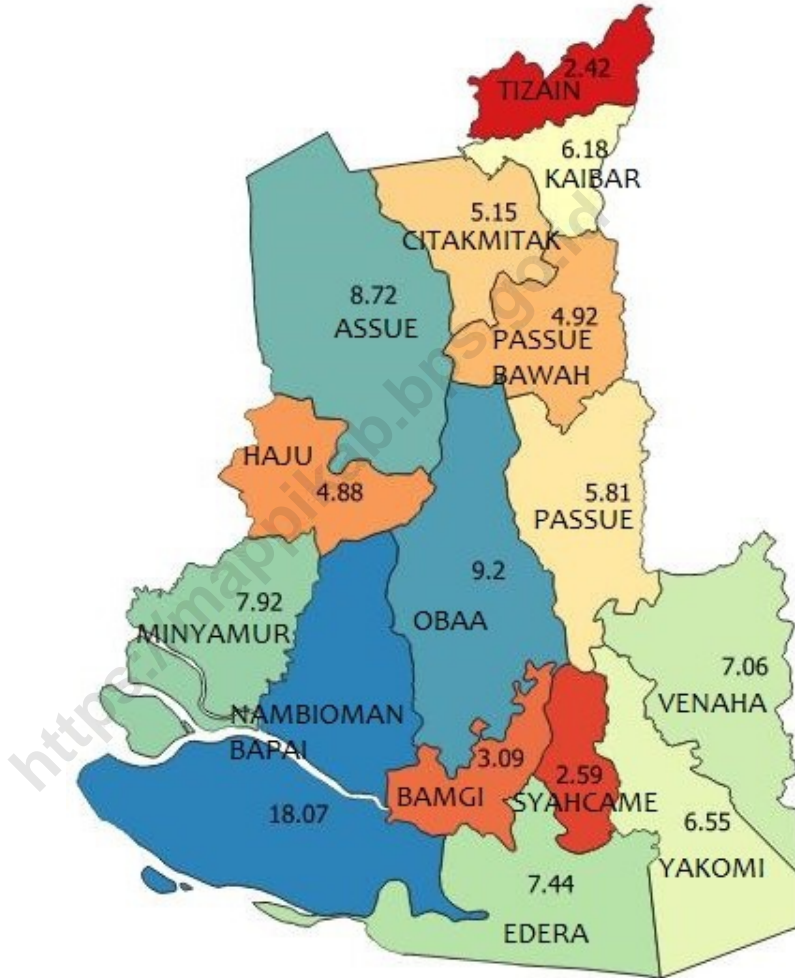 2.42
TIZAIN
6.18
KAIBAR
5.15
CITAKMITAK
8.72
ASSUE
4.92
PASSUE
BAWAH
HAJU
4.88
5.81
PASSUE
9.2
OBAA
7.92
MINYAMUR
7.06
VENAHA
NAMBIOMAN
BAPAI
18.07
3.09
BAMGI
2.59
SYAHCAME
6.55
YAKOMI
7.44
EDERA
https://mappikab.bps.go.id